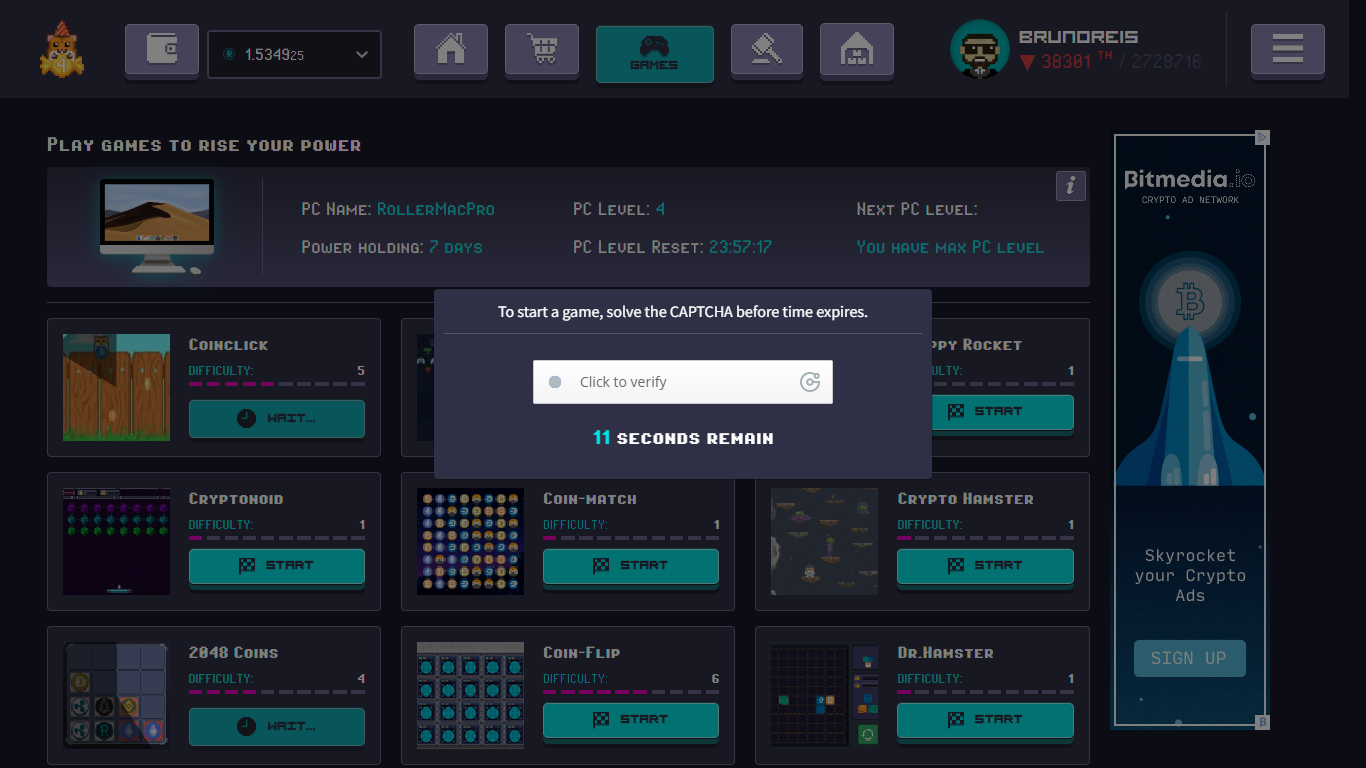 1.534925
GAMES
BRUNOREIS
38301 TH / 2728716
Play games to rise your power
PC Name: RollerMacPro
PC Level: 4
Next PC level:
Power holding: 7 days
PC Level Reset: 23:57:17
You have max PC level
To start a game, solve the CAPTCHA before time expires.
Click to verify
11 seconds remain
Coinclick
Difficulty: 5
WAIT...
ppy Rocket
ulty: 1
START
Cryptonoid
Difficulty: 1
START
Coin-match
Difficulty: 1
START
Crypto Hamster
Difficulty: 1
START
2048 Coins
Difficulty: 4
WAIT...
Coin-Flip
Difficulty: 6
START
Dr.Hamster
Difficulty: 1
START
Bitmedia.io
CRYPTO AD NETWORK
Skyrocket
your Crypto
Ads
SIGN UP